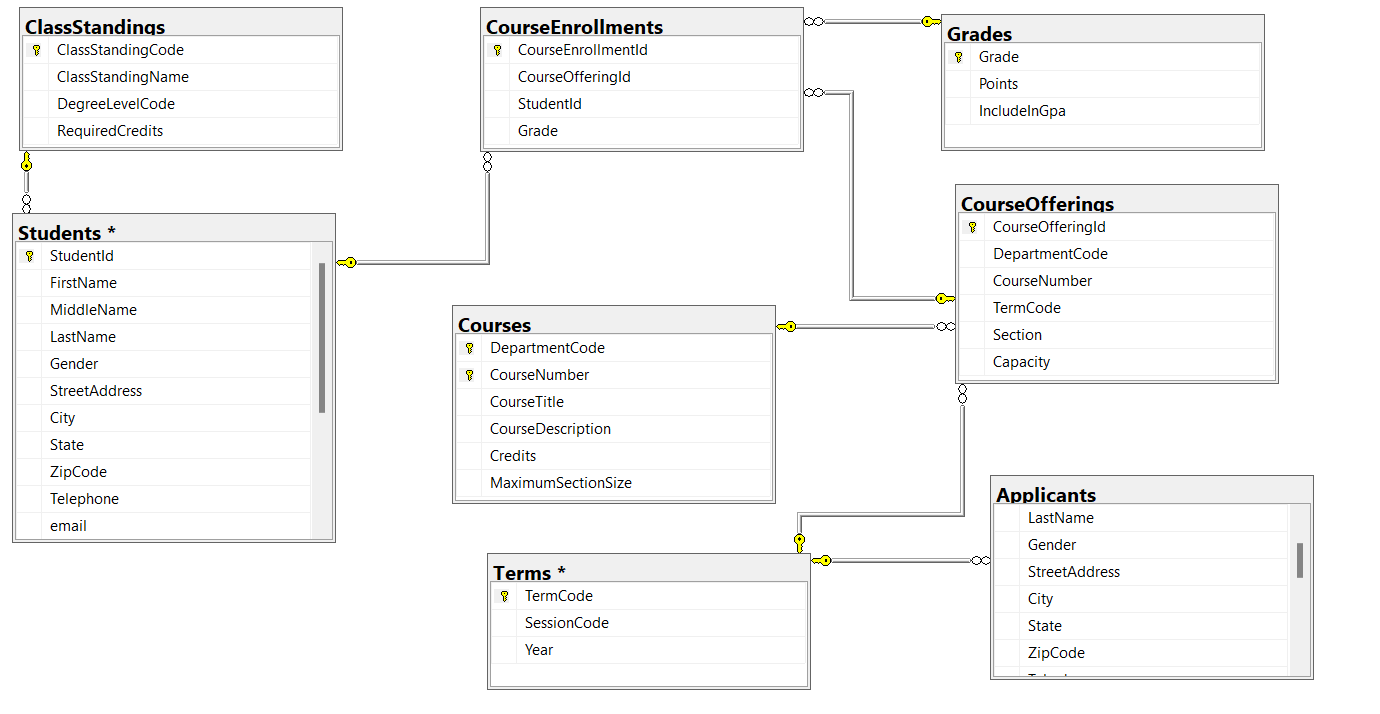 ClassStandings
ClassStandingCode
ClassStandingName
DegreeLevelCode
RequiredCredits
CourseEnrollments
CourseEnrollmentId
CourseOfferingId
StudentId
Grade
Grades
Grade
Points
IncludeInGpa
Students *
StudentId
FirstName
MiddleName
LastName
Gender
StreetAddress
City
State
ZipCode
Telephone
email
CourseOfferings
CourseOfferingId
DepartmentCode
CourseNumber
TermCode
Section
Capacity
Courses
DepartmentCode
CourseNumber
CourseTitle
CourseDescription
Credits
MaximumSectionSize
Applicants
LastName
Gender
StreetAddress
City
State
ZipCode
Terms *
TermCode
SessionCode
Year